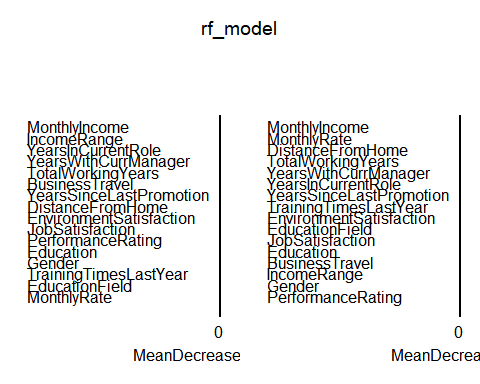 rf_model
MonthlyIncome
IncomeRange
YearsInCurrentRole
YearsWithCurrManager
TotalWorkingYears
BusinessTravel
YearsSinceLastPromotion
DistanceFromHome
EnvironmentSatisfaction
JobSatisfaction
PerformanceRating
Education
Gender
TrainingTimesLastYear
EducationField
MonthlyRate
0
MeanDecrease
MonthlyIncome
MonthlyRate
DistanceFromHome
TotalWorkingYears
YearsWithCurrManager
YearsInCurrentRole
YearsSinceLastPromotion
TrainingTimesLastYear
EnvironmentSatisfaction
EducationField
JobSatisfaction
Education
BusinessTravel
IncomeRange
Gender
PerformanceRating
0
MeanDecrea